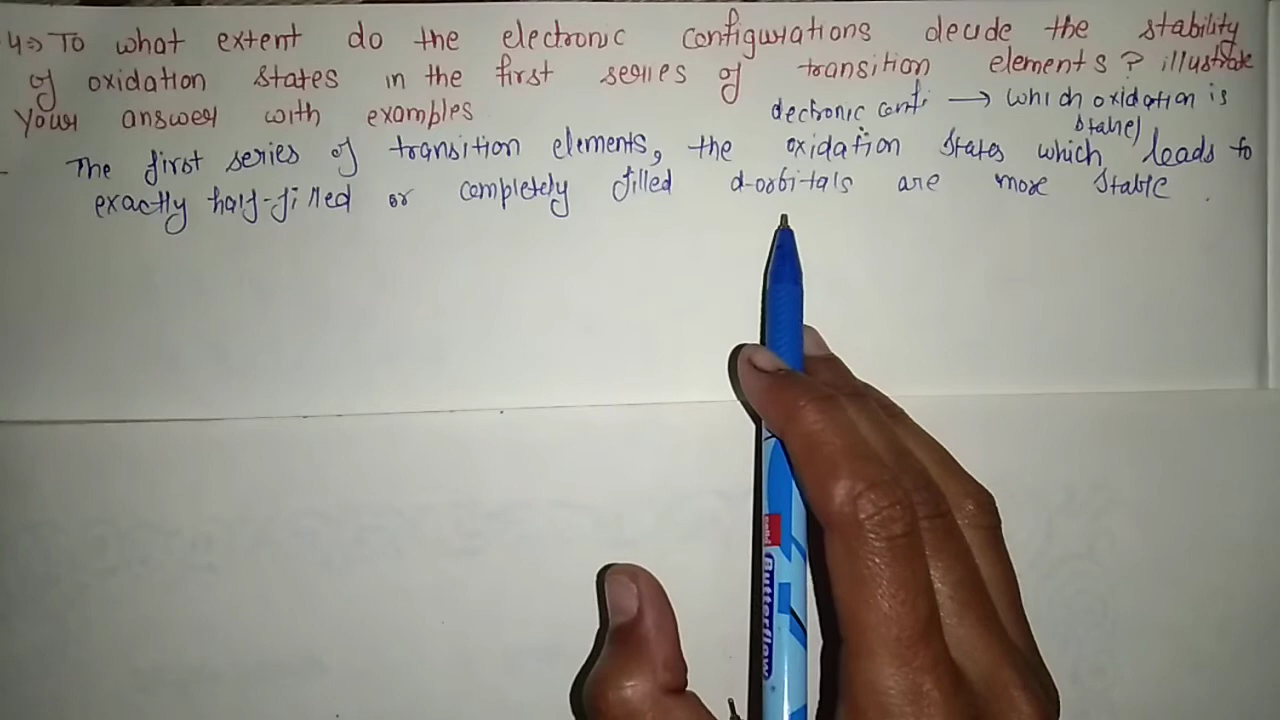 4⇒ To what extent do the electronic configurations decide the stability
of oxidation states in the first series of transition elements? illustrate
Your answer with examples
electronic confi → which oxidation is
stable)
The first series of transition elements, the oxidation states which leads to
exactly half-filled or completely filled d-orbitals are more stable.
cello Butterflow